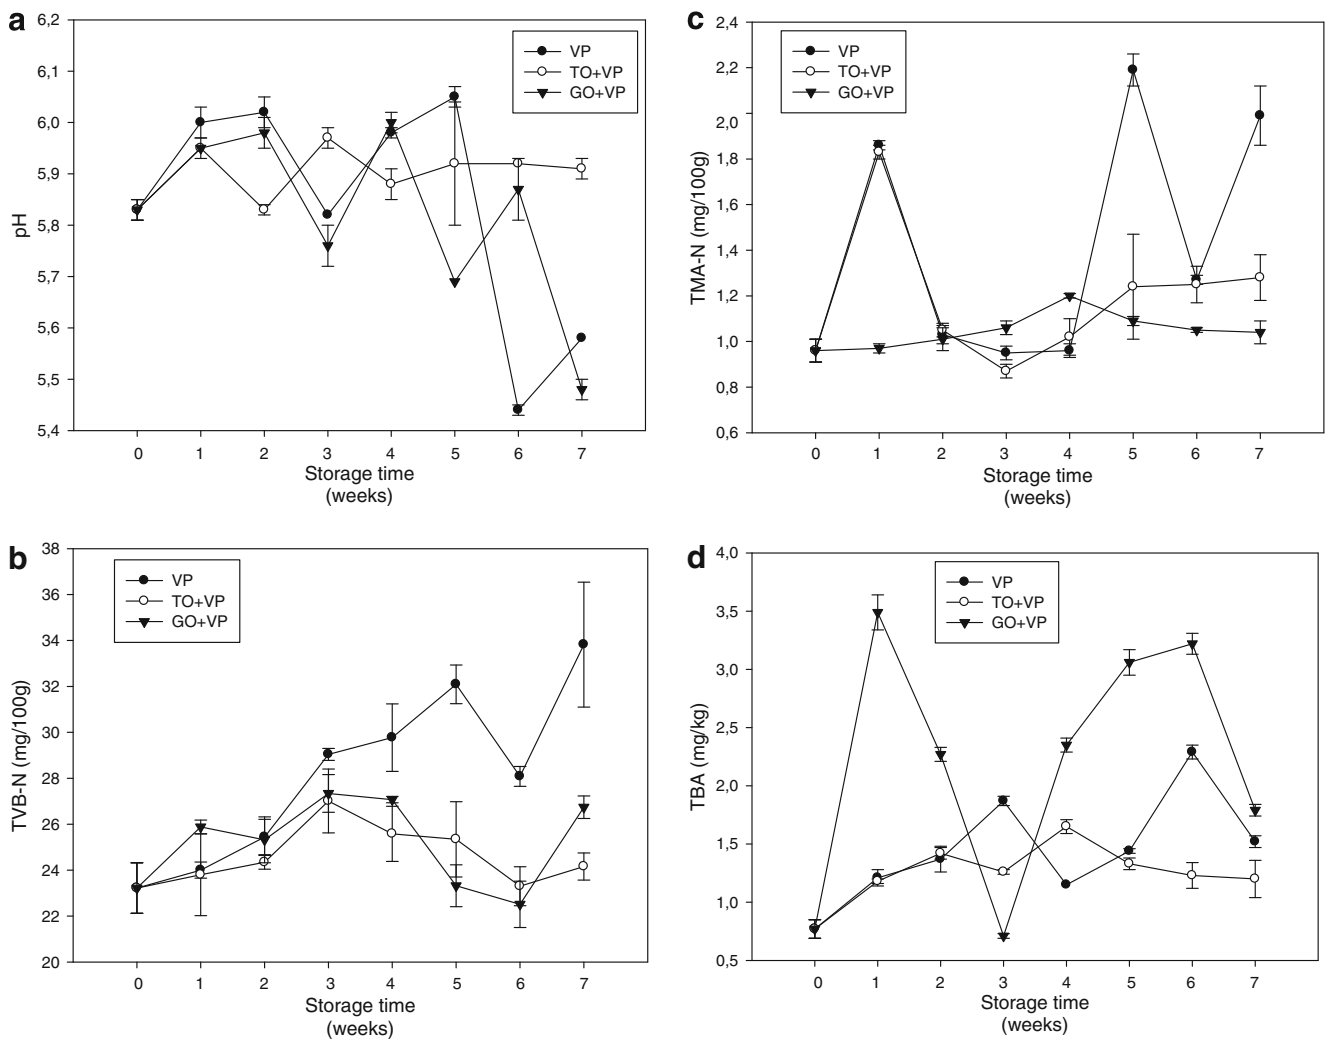 a
6,2
6,1
6,0
5,9
5,8
5,7
5,6
5,5
5,4
pH
VP
TO+VP
GO+VP
0 1 2 3 4 5 6 7
Storage time
(weeks)
c
2,4
2,2
2,0
1,8
1,6
1,4
1,2
1,0
0,8
0,6
TMA-N (mg/100g)
VP
TO+VP
GO+VP
0 1 2 3 4 5 6 7
Storage time
(weeks)
b
38
36
34
32
30
28
26
24
22
20
TVB-N (mg/100g)
VP
TO+VP
GO+VP
0 1 2 3 4 5 6 7
Storage time
(weeks)
d
4,0
3,5
3,0
2,5
2,0
1,5
1,0
0,5
TBA (mg/kg)
VP
TO+VP
GO+VP
0 1 2 3 4 5 6 7
Storage time
(weeks)